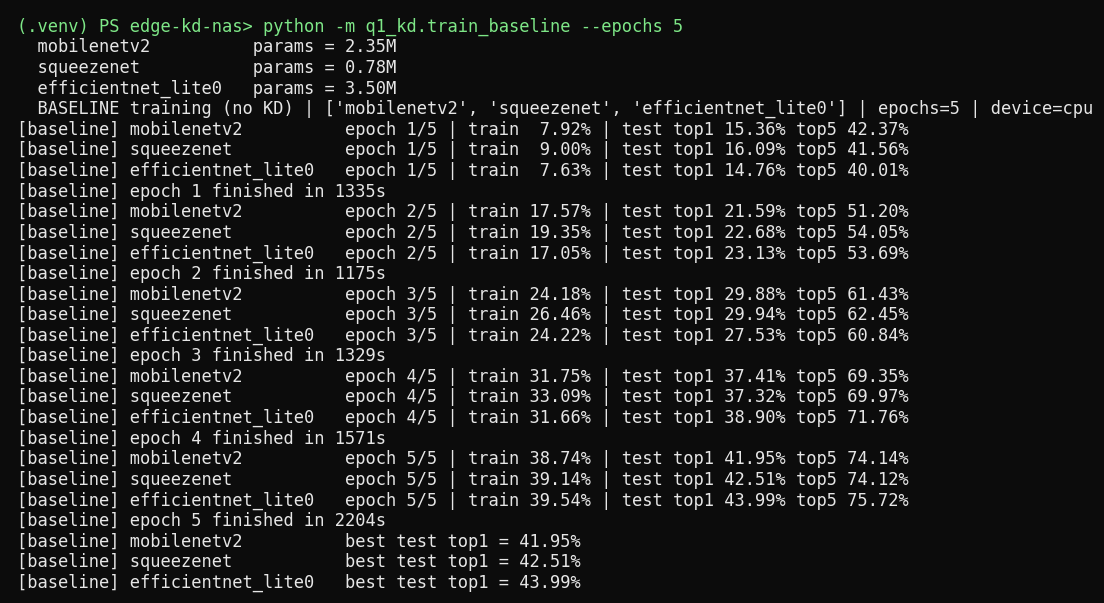 (.venv) PS edge-kd-nas> python -m q1_kd.train_baseline --epochs 5
  mobilenetv2          params = 2.35M
  squeezenet           params = 0.78M
  efficientnet_lite0   params = 3.50M
  BASELINE training (no KD) | ['mobilenetv2', 'squeezenet', 'efficientnet_lite0'] | epochs=5 | device=cpu
[baseline] mobilenetv2          epoch 1/5 | train  7.92% | test top1 15.36% top5 42.37%
[baseline] squeezenet           epoch 1/5 | train  9.00% | test top1 16.09% top5 41.56%
[baseline] efficientnet_lite0   epoch 1/5 | train  7.63% | test top1 14.76% top5 40.01%
[baseline] epoch 1 finished in 1335s
[baseline] mobilenetv2          epoch 2/5 | train 17.57% | test top1 21.59% top5 51.20%
[baseline] squeezenet           epoch 2/5 | train 19.35% | test top1 22.68% top5 54.05%
[baseline] efficientnet_lite0   epoch 2/5 | train 17.05% | test top1 23.13% top5 53.69%
[baseline] epoch 2 finished in 1175s
[baseline] mobilenetv2          epoch 3/5 | train 24.18% | test top1 29.88% top5 61.43%
[baseline] squeezenet           epoch 3/5 | train 26.46% | test top1 29.94% top5 62.45%
[baseline] efficientnet_lite0   epoch 3/5 | train 24.22% | test top1 27.53% top5 60.84%
[baseline] epoch 3 finished in 1329s
[baseline] mobilenetv2          epoch 4/5 | train 31.75% | test top1 37.41% top5 69.35%
[baseline] squeezenet           epoch 4/5 | train 33.09% | test top1 37.32% top5 69.97%
[baseline] efficientnet_lite0   epoch 4/5 | train 31.66% | test top1 38.90% top5 71.76%
[baseline] epoch 4 finished in 1571s
[baseline] mobilenetv2          epoch 5/5 | train 38.74% | test top1 41.95% top5 74.14%
[baseline] squeezenet           epoch 5/5 | train 39.14% | test top1 42.51% top5 74.12%
[baseline] efficientnet_lite0   epoch 5/5 | train 39.54% | test top1 43.99% top5 75.72%
[baseline] epoch 5 finished in 2204s
[baseline] mobilenetv2          best test top1 = 41.95%
[baseline] squeezenet           best test top1 = 42.51%
[baseline] efficientnet_lite0   best test top1 = 43.99%